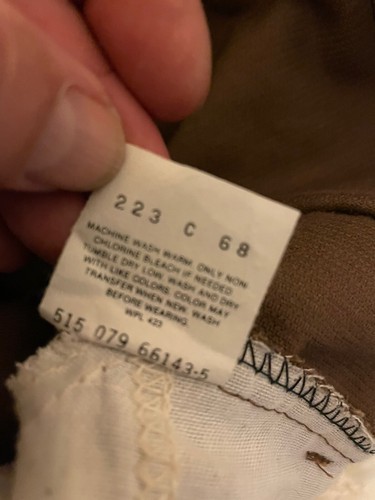 223 C 68
MACHINE WASH WARM. ONLY NON-
CHLORINE BLEACH IF NEEDED.
TUMBLE DRY LOW. WASH AND DRY
WITH LIKE COLORS. COLOR MAY
TRANSFER WHEN NEW. WASH
BEFORE WEARING.
WPL 423
515 079 66143-5